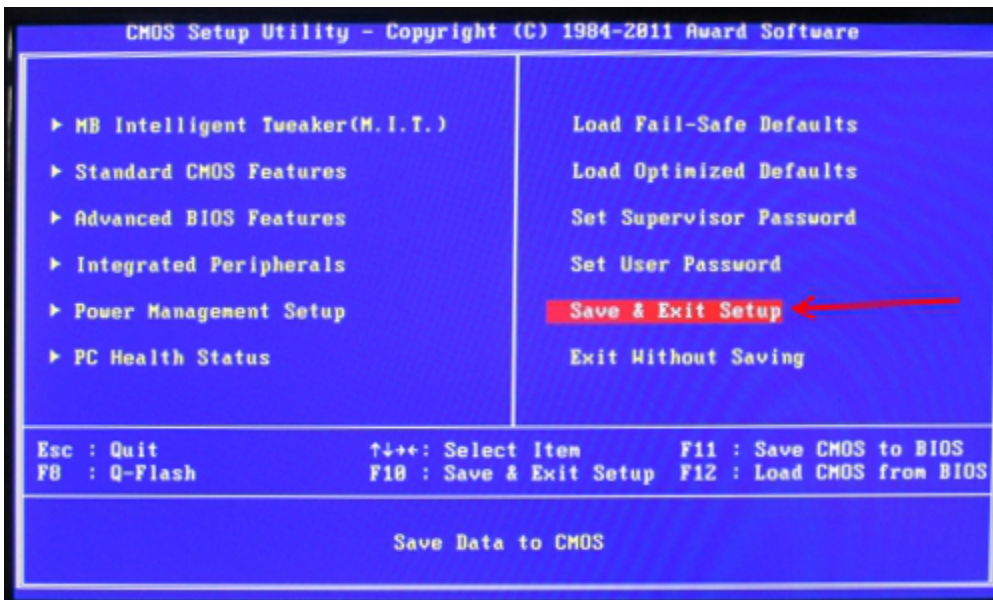 CMOS Setup Utility - Copyright (C) 1984-2011 Award Software
▶ MB Intelligent Tweaker(M.I.T.)
▶ Standard CMOS Features
▶ Advanced BIOS Features
▶ Integrated Peripherals
▶ Power Management Setup
▶ PC Health Status
Load Fail-Safe Defaults
Load Optimized Defaults
Set Supervisor Password
Set User Password
Save & Exit Setup
Exit Without Saving
Esc : Quit ↑↓→←: Select Item F11 : Save CMOS to BIOS
F8 : Q-Flash F10 : Save & Exit Setup F12 : Load CMOS from BIOS
Save Data to CMOS